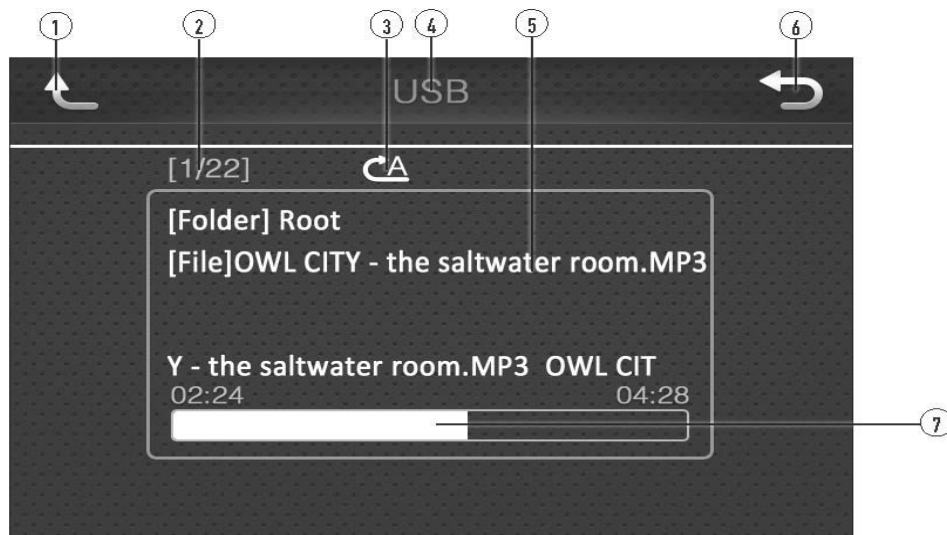 1 2 3 4 5 6
USB
[1/22] A
[Folder] Root
[File]OWL CITY - the saltwater room.MP3
Y - the saltwater room.MP3 OWL CIT
02:24 04:28
7